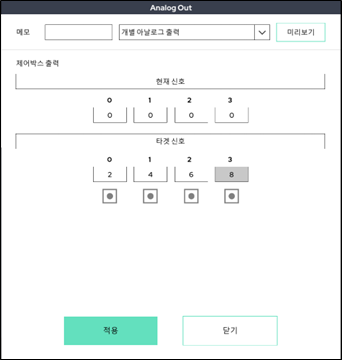 Analog Out
메모 개별 아날로그 출력 미리보기
제어박스 출력
현재 신호
0 1 2 3
0 0 0 0
타겟 신호
0 1 2 3
2 4 6 8
적용 닫기